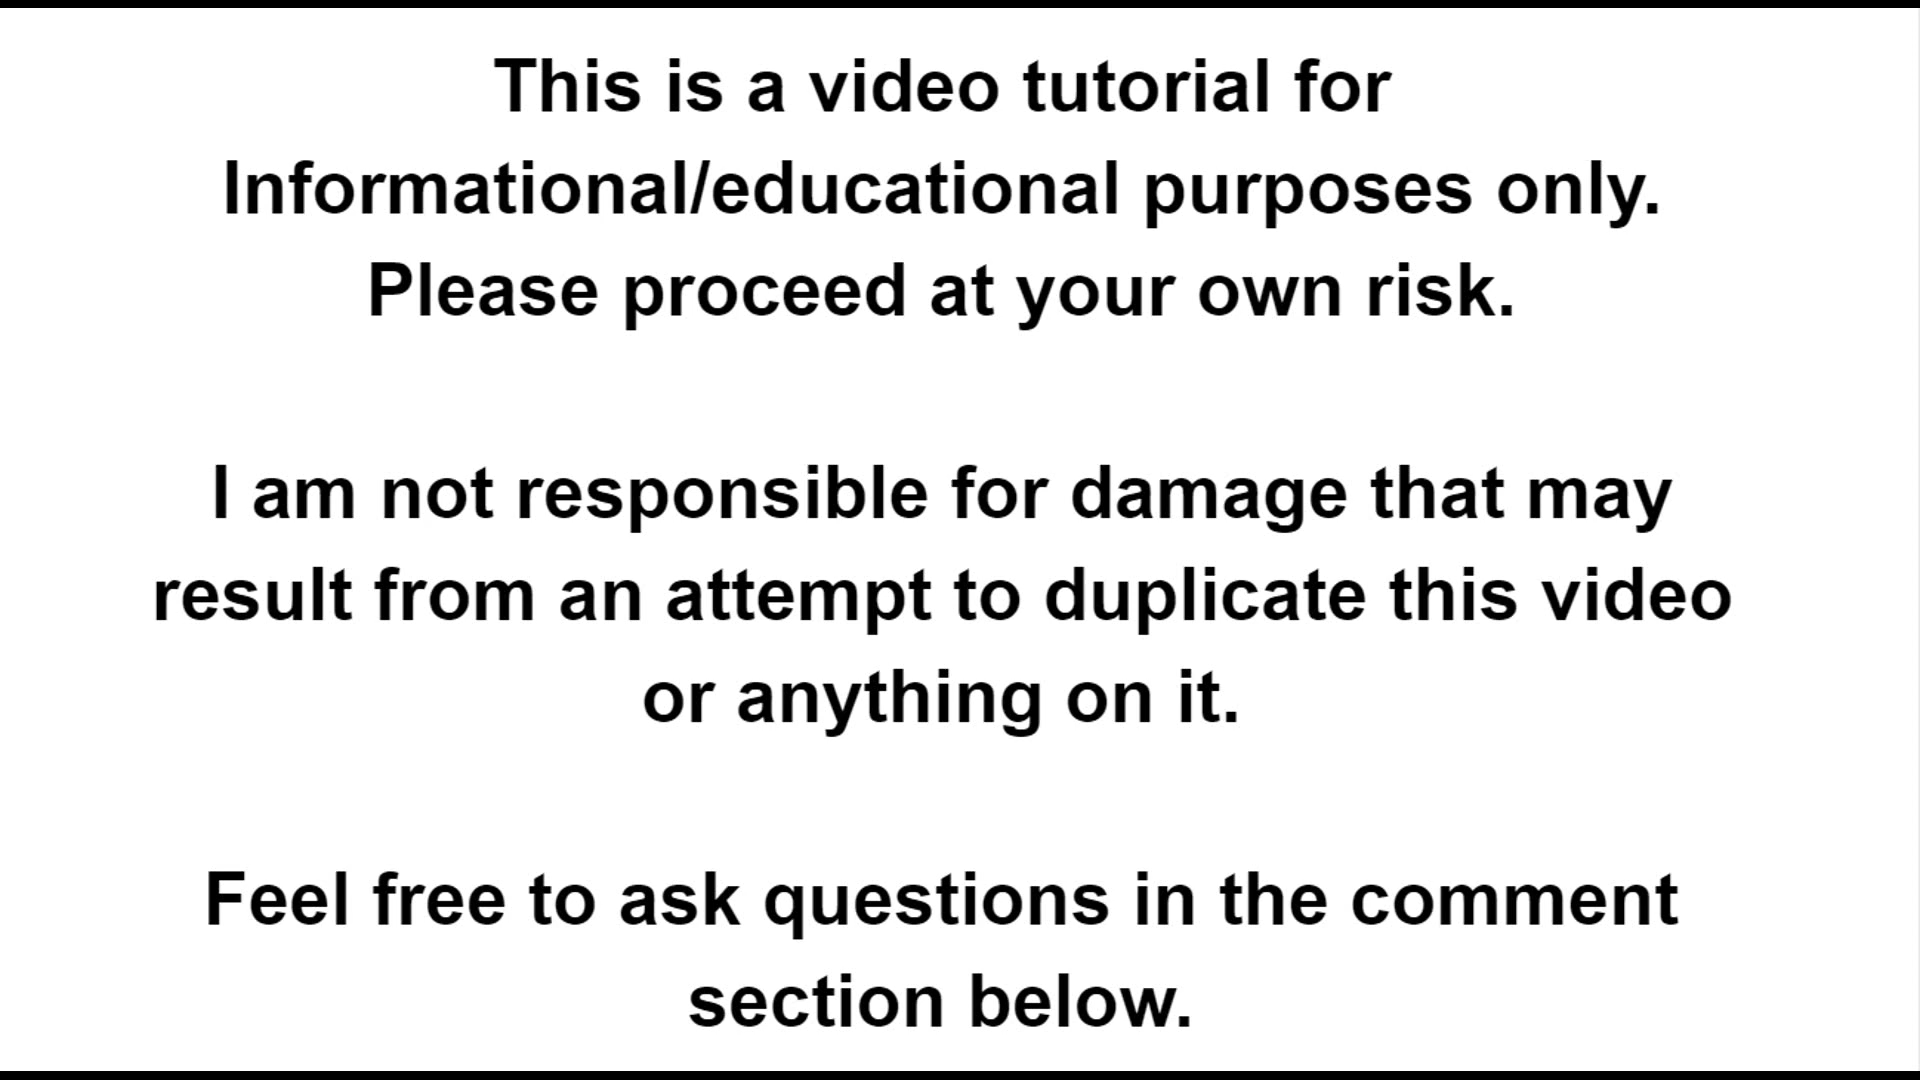 This is a video tutorial for
Informational/educational purposes only.
Please proceed at your own risk.
I am not responsible for damage that may
result from an attempt to duplicate this video
or anything on it.
Feel free to ask questions in the comment
section below.